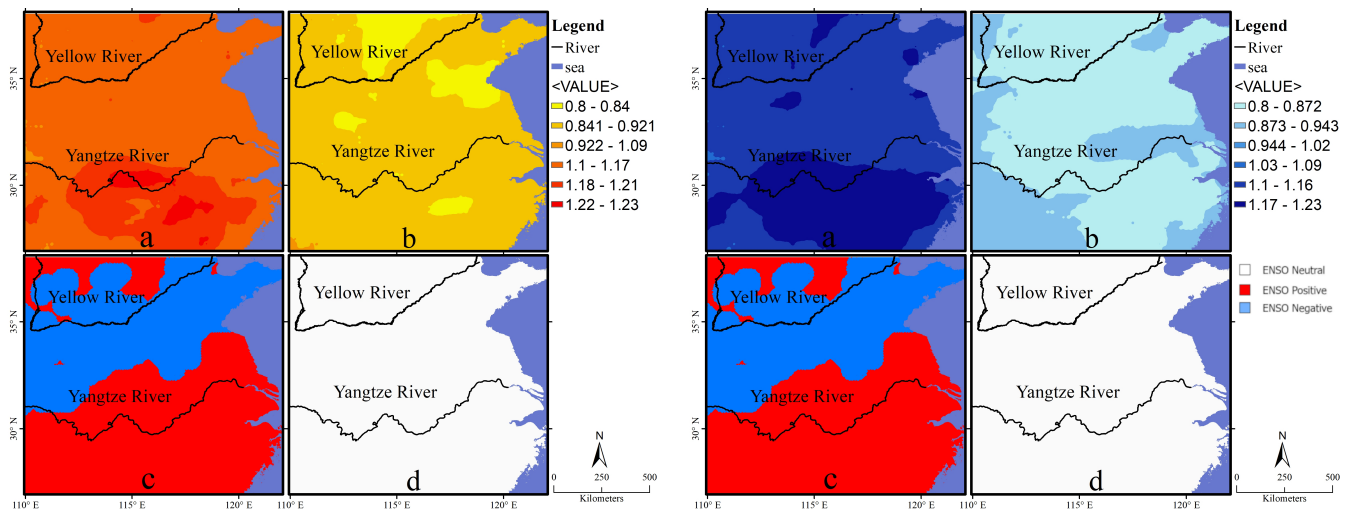 Yellow River
Yangtze River
a
Yellow River
Yangtze River
b
Legend
River
sea
<VALUE>
0.8 - 0.84
0.841 - 0.921
0.922 - 1.09
1.1 - 1.17
1.18 - 1.21
1.22 - 1.23
35° N
30° N
Yellow River
Yangtze River
c
Yellow River
Yangtze River
d
35° N
30° N
110° E
115° E
120° E
115° E
120° E
N
0 250 500
Kilometers
Yellow River
Yangtze River
a
Yellow River
Yangtze River
b
Legend
River
sea
<VALUE>
0.8 - 0.872
0.873 - 0.943
0.944 - 1.02
1.03 - 1.09
1.1 - 1.16
1.17 - 1.23
35° N
30° N
Yellow River
Yangtze River
c
Yellow River
Yangtze River
d
ENSO Neutral
ENSO Positive
ENSO Negative
35° N
30° N
110° E
115° E
120° E
115° E
120° E
N
0 250 500
Kilometers